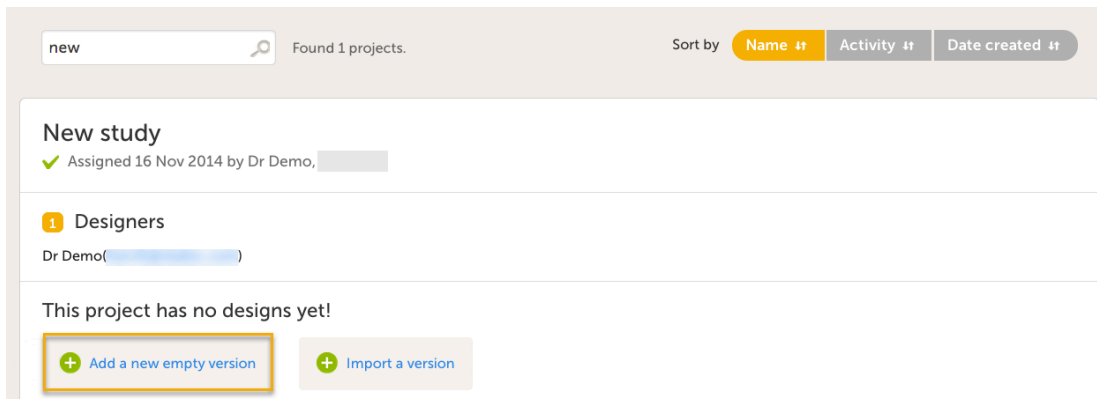 new
Found 1 projects.
Sort by Name Activity Date created
New study
Assigned 16 Nov 2014 by Dr Demo,
1 Designers
Dr Demo( )
This project has no designs yet!
Add a new empty version
Import a version